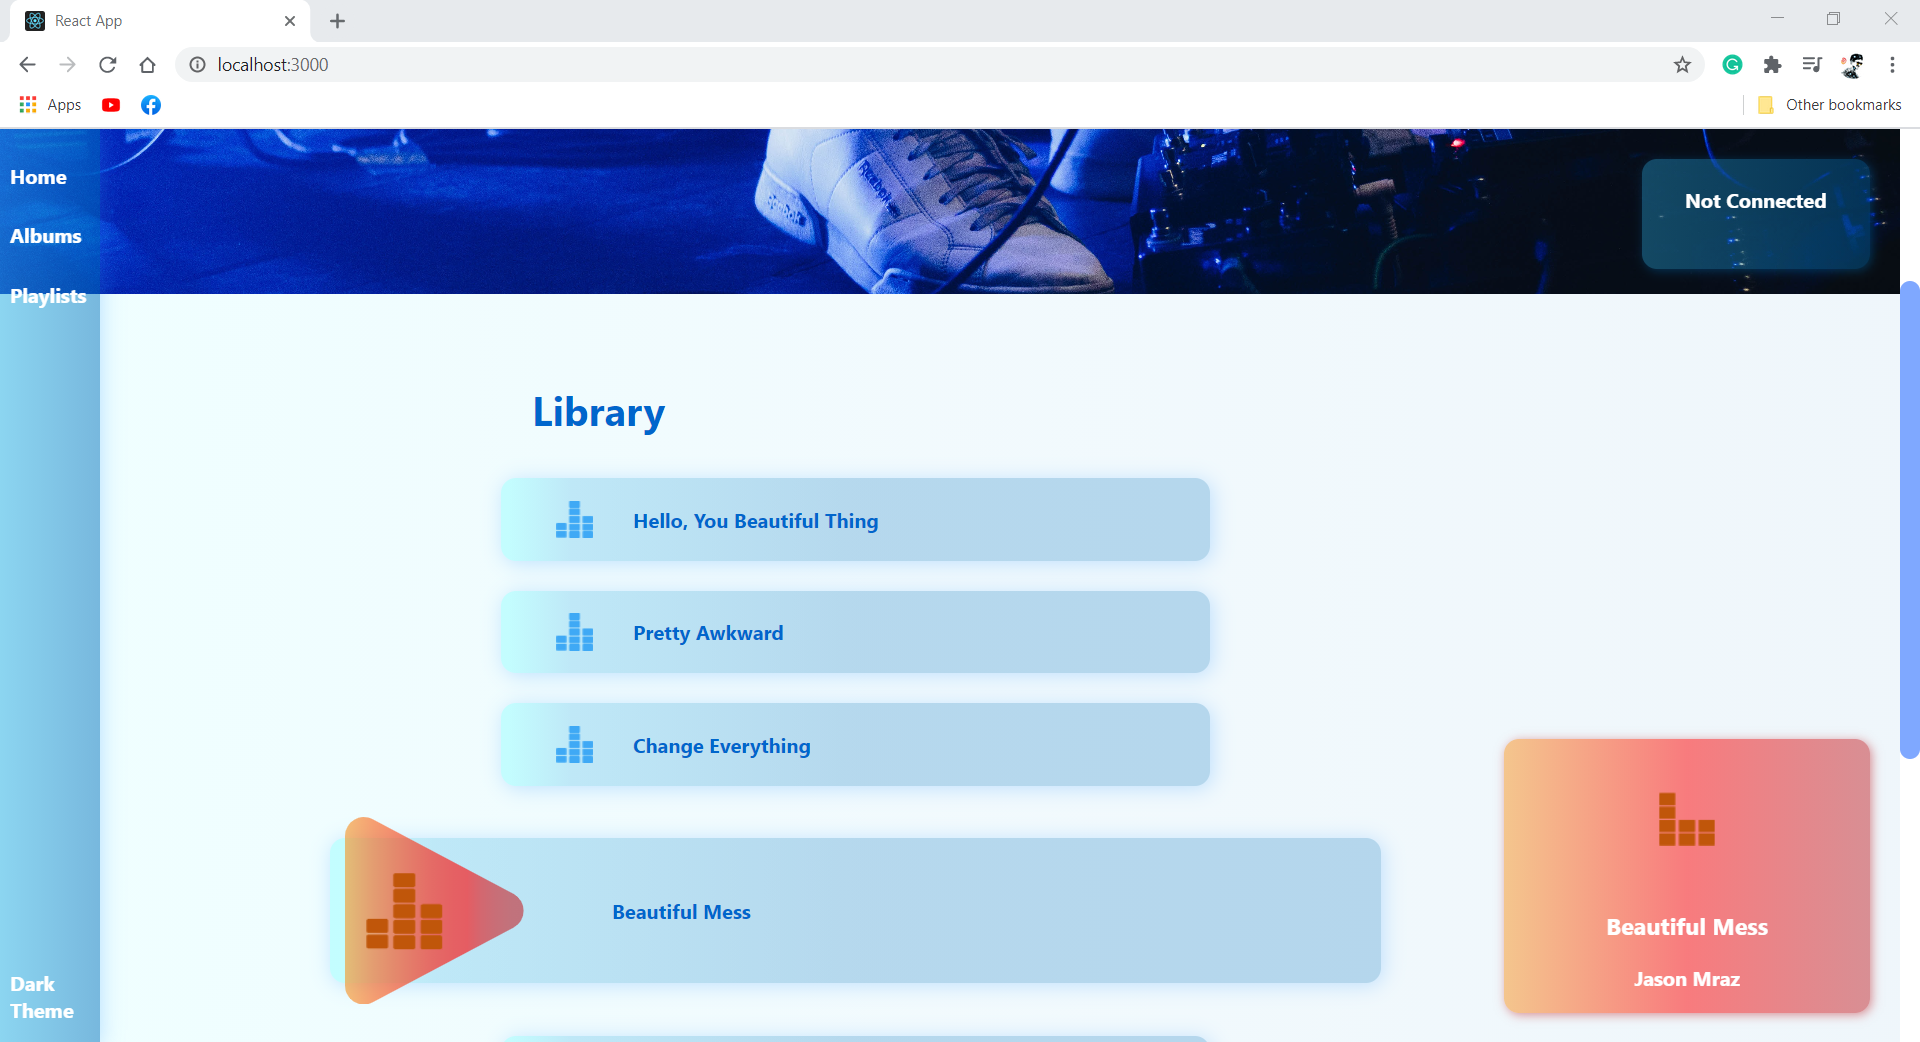 React App
localhost:3000
Apps
Other bookmarks
Home
Albums
Playlists
Reebok
Not Connected
Library
Hello, You Beautiful Thing
Pretty Awkward
Change Everything
Beautiful Mess
Beautiful Mess
Jason Mraz
Dark
Theme